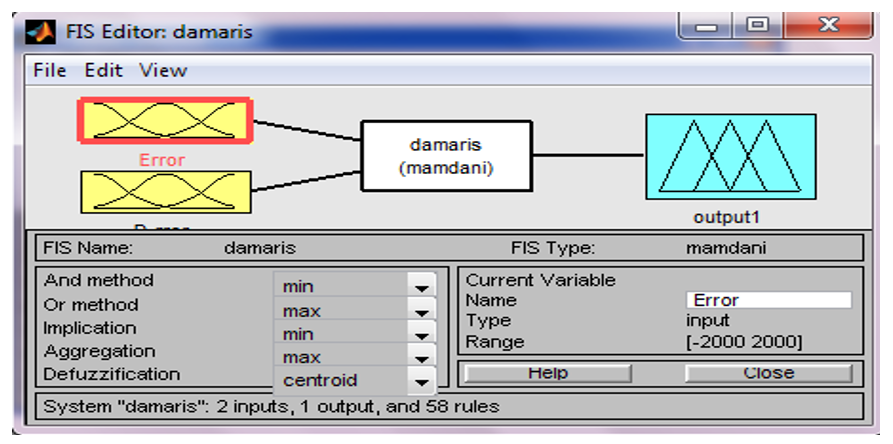 FIS Editor: damaris
File Edit View
Error
damaris
(mamdani)
output1
FIS Name: damaris
FIS Type: mamdani
And method min
Or method max
Implication min
Aggregation max
Defuzzification centroid
Current Variable
Name Error
Type input
Range [-2000 2000]
Help Close
System "damaris": 2 inputs, 1 output, and 58 rules